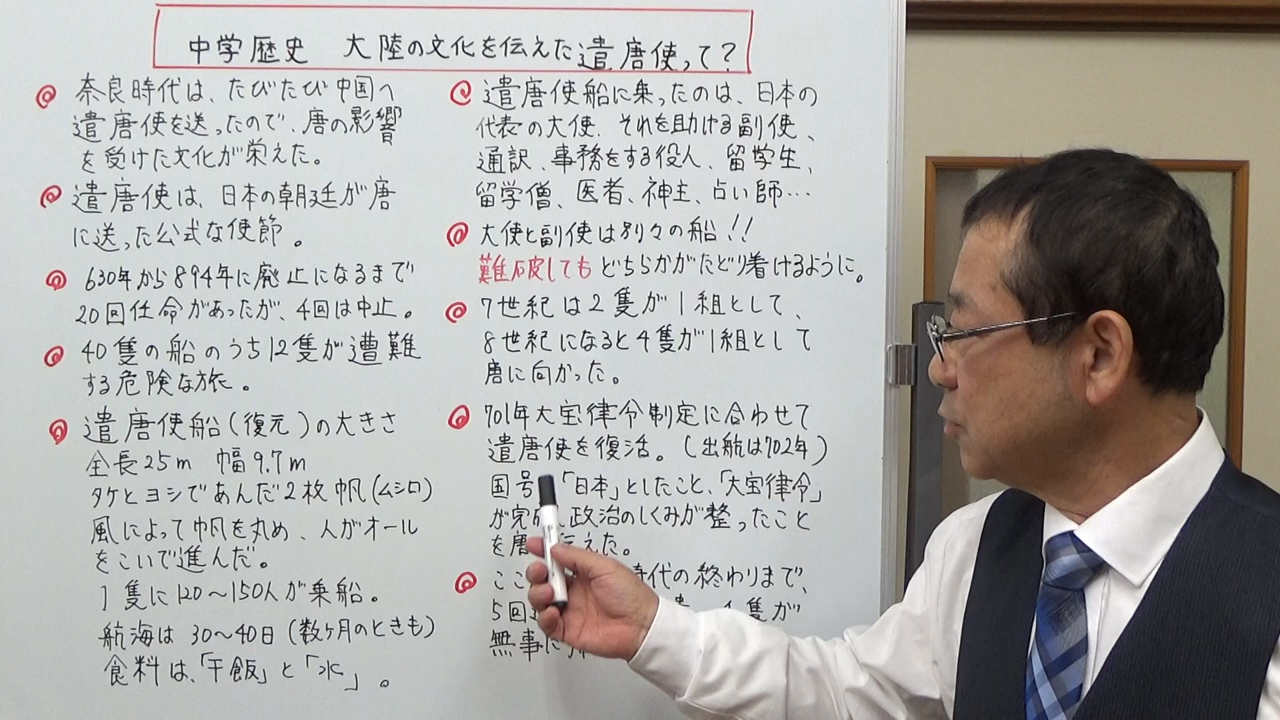 中学歴史 大陸の文化を伝えた遣唐使って?
奈良時代は、たびたび中国へ
遣唐使を送ったので、唐の影響
を受けた文化が栄えた。
遣唐使は、日本の朝廷が唐
に送った公式な使節。
630年から894年に廃止になるまで
20回任命があったが、4回は中止。
40隻の船のうち12隻が遭難
する危険な旅。
遣唐使船(復元)の大きさ
全長25m 幅9.7m
タケとヨシであんだ2枚帆(ムシロ)
風によって帆を丸め、人がオール
をこいで進んだ。
1隻に120〜150人が乗船。
航海は30〜40日(数ヶ月のときも)
食料は、「干飯」と「水」。
遣唐使船に乗ったのは、日本の
代表の大使、それを助ける副使、
通訳、事務をする役人、留学生、
留学僧、医者、神主、占い師…
大使と副使は別々の船!!
難破してもどちらかがたどり着けるように。
7世紀は2隻が1組として、
8世紀になると4隻が1組として
唐に向かった。
701年大宝律令制定に合わせて
遣唐使を復活。(出航は702年)
国号 「日本」としたこと、「大宝律令」
が完成 政治のしくみが整ったこと
を唐 伝えた。
ここ 時代の終わりまで、
5回 隻が
無事に